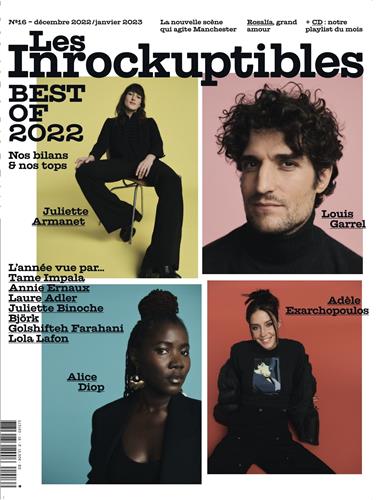 Nº16 – décembre 2022/janvier 2023
La nouvelle scène
qui agite Manchester
Rosalía, grand
amour
+ CD : notre
playlist du mois
Les
Inrockuptibles
BEST
OF
2022
Nos bilans
& nos tops
Juliette
Armanet
Louis
Garrel
L'année vue par...
Tame Impala
Annie Ernaux
Laure Adler
Juliette Binoche
Björk
Golshifteh Farahani
Lola Lafon
Adèle
Exarchopoulos
Alice
Diop